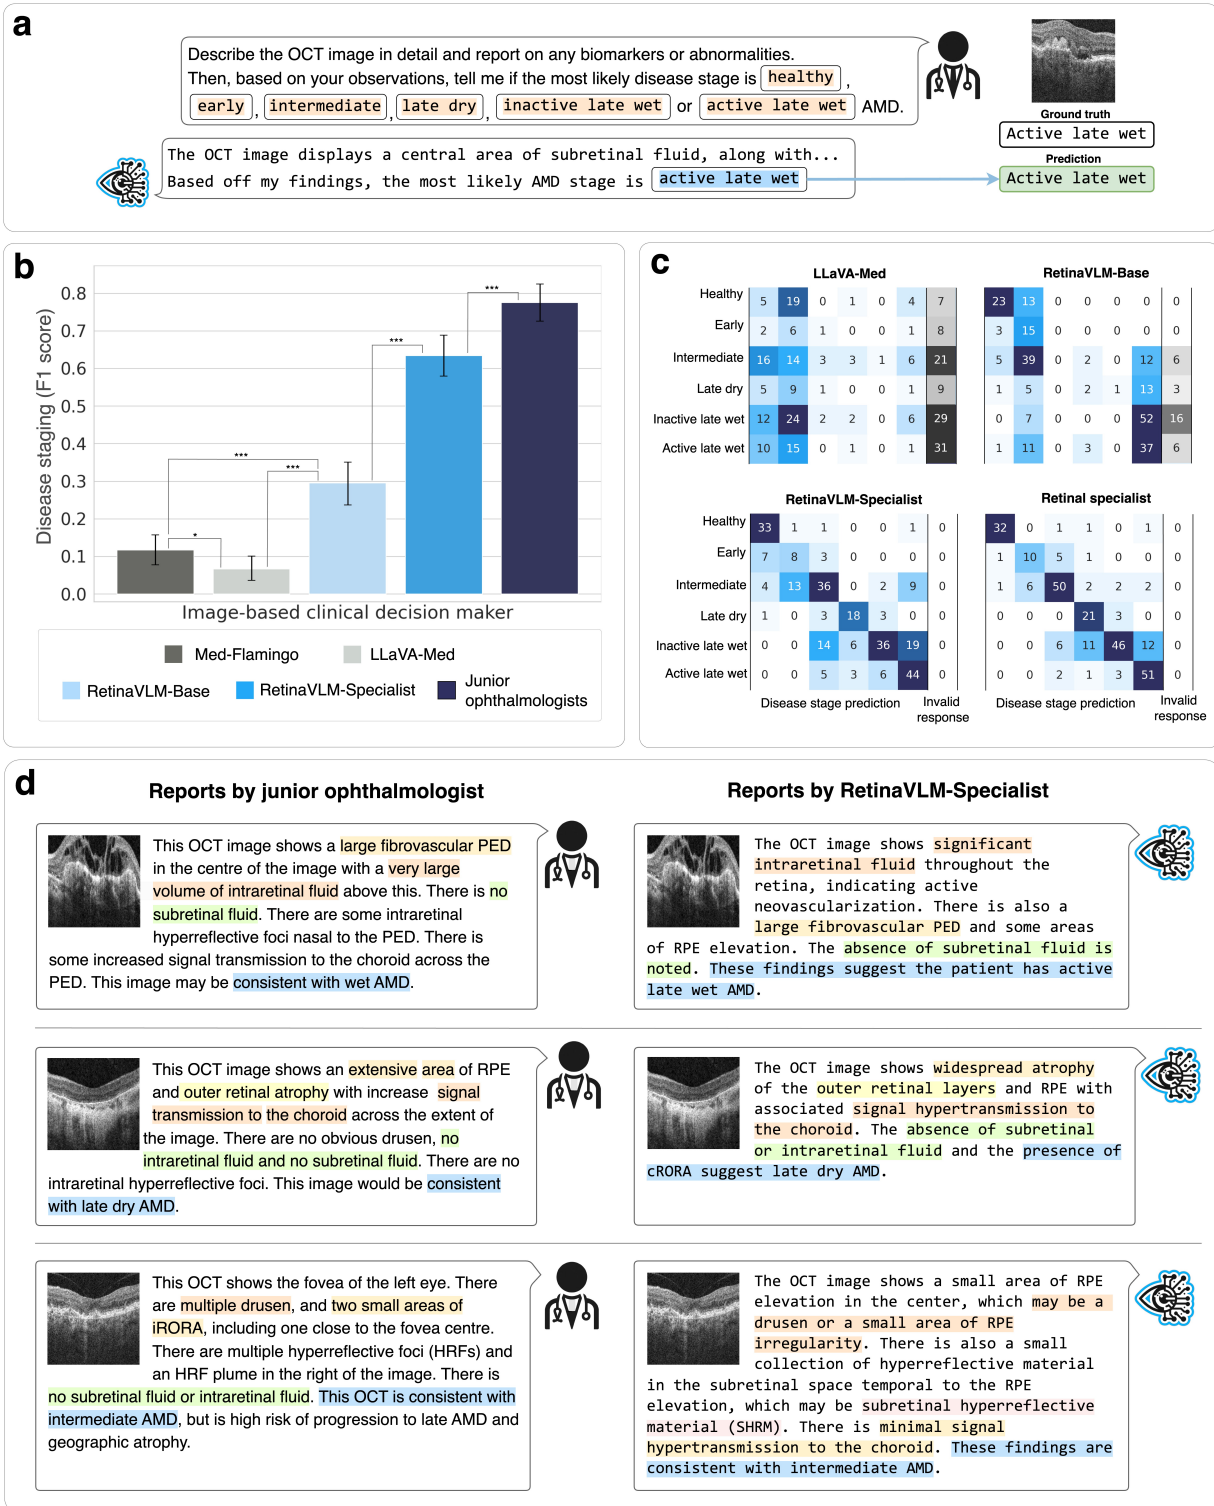 a
Describe the OCT image in detail and report on any biomarkers or abnormalities.
Then, based on your observations, tell me if the most likely disease stage is healthy ,
early , intermediate , late dry , inactive late wet or active late wet AMD.
Ground truth
Active late wet
The OCT image displays a central area of subretinal fluid, along with...
Based off my findings, the most likely AMD stage is active late wet
Prediction
Active late wet
b
Disease staging (F1 score)
0.8
0.7
0.6
0.5
0.4
0.3
0.2
0.1
0.0
***
***
***
***
*
Image-based clinical decision maker
Med-Flamingo LLaVA-Med
RetinaVLM-Base RetinaVLM-Specialist Junior ophthalmologists
c
LLaVA-Med RetinaVLM-Base
Healthy 5 19 0 1 0 4 7 23 13 0 0 0 0 0
Early 2 6 1 0 0 1 8 3 15 0 0 0 0 0
Intermediate 16 14 3 3 1 6 21 5 39 0 2 0 12 6
Late dry 5 9 1 0 0 1 9 1 5 0 2 1 13 3
Inactive late wet 12 24 2 2 0 6 29 0 7 0 0 0 52 16
Active late wet 10 15 0 1 0 1 31 1 11 0 3 0 37 6
RetinaVLM-Specialist Retinal specialist
Healthy 33 1 1 0 0 1 0 32 0 1 1 0 1 0
Early 7 8 3 0 0 0 0 1 10 5 1 0 0 0
Intermediate 4 13 36 0 2 9 0 1 6 50 2 2 2 0
Late dry 1 0 3 18 3 0 0 0 0 0 21 3 0 0
Inactive late wet 0 0 14 6 36 19 0 0 0 6 11 46 12 0
Active late wet 0 0 5 3 6 44 0 0 0 2 1 3 51 0
Disease stage prediction Invalid response Disease stage prediction Invalid response
d
Reports by junior ophthalmologist
This OCT image shows a large fibrovascular PED
in the centre of the image with a very large
volume of intraretinal fluid above this. There is no
subretinal fluid. There are some intraretinal
hyperreflective foci nasal to the PED. There is
some increased signal transmission to the choroid across the
PED. This image may be consistent with wet AMD.
This OCT image shows an extensive area of RPE
and outer retinal atrophy with increase signal
transmission to the choroid across the extent of
the image. There are no obvious drusen, no
intraretinal fluid and no subretinal fluid. There are no
intraretinal hyperreflective foci. This image would be consistent
with late dry AMD.
This OCT shows the fovea of the left eye. There
are multiple drusen, and two small areas of
iRORA, including one close to the fovea centre.
There are multiple hyperreflective foci (HRFs) and
an HRF plume in the right of the image. There is
no subretinal fluid or intraretinal fluid. This OCT is consistent with
intermediate AMD, but is high risk of progression to late AMD and
geographic atrophy.
Reports by RetinaVLM-Specialist
The OCT image shows significant
intraretinal fluid throughout the
retina, indicating active
neovascularization. There is also a
large fibrovascular PED and some areas
of RPE elevation. The absence of subretinal fluid is
noted. These findings suggest the patient has active
late wet AMD.
The OCT image shows widespread atrophy
of the outer retinal layers and RPE with
associated signal hypertransmission to
the choroid. The absence of subretinal
or intraretinal fluid and the presence of
cRORA suggest late dry AMD.
The OCT image shows a small area of RPE
elevation in the center, which may be a
drusen or a small area of RPE
irregularity. There is also a small
collection of hyperreflective material
in the subretinal space temporal to the RPE
elevation, which may be subretinal hyperreflective
material (SHRM). There is minimal signal
hypertransmission to the choroid. These findings are
consistent with intermediate AMD.